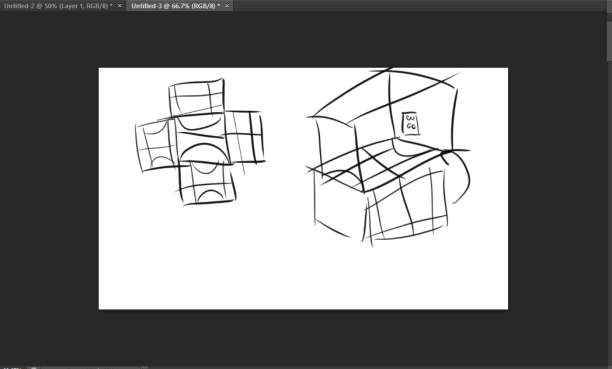 Untitled-2 @ 50% (Layer 1, RGB/8) * × Untitled-3 @ 66.7% (RGB/8) * ×